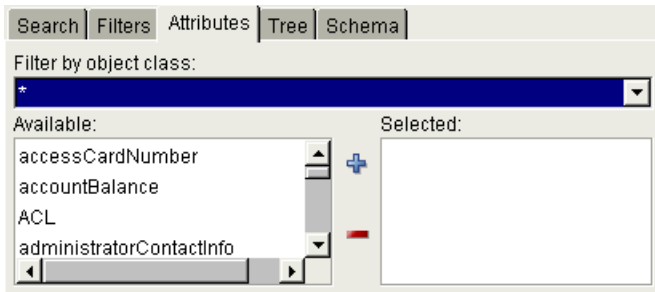 Search Filters Attributes Tree Schema
Filter by object class:
*
Available: Selected:
accessCardNumber
accountBalance
ACL
administratorContactInfo